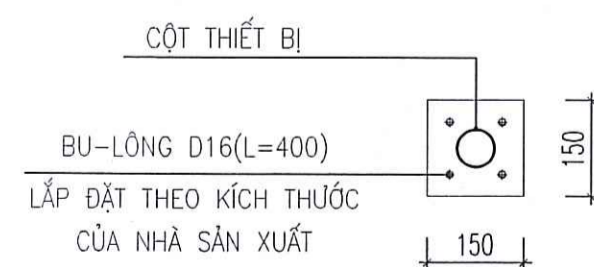 CỘT THIẾT BỊ
BU-LÔNG D16(L=400)
LẮP ĐẶT THEO KÍCH THƯỚC
CỦA NHÀ SẢN XUẤT
150
150